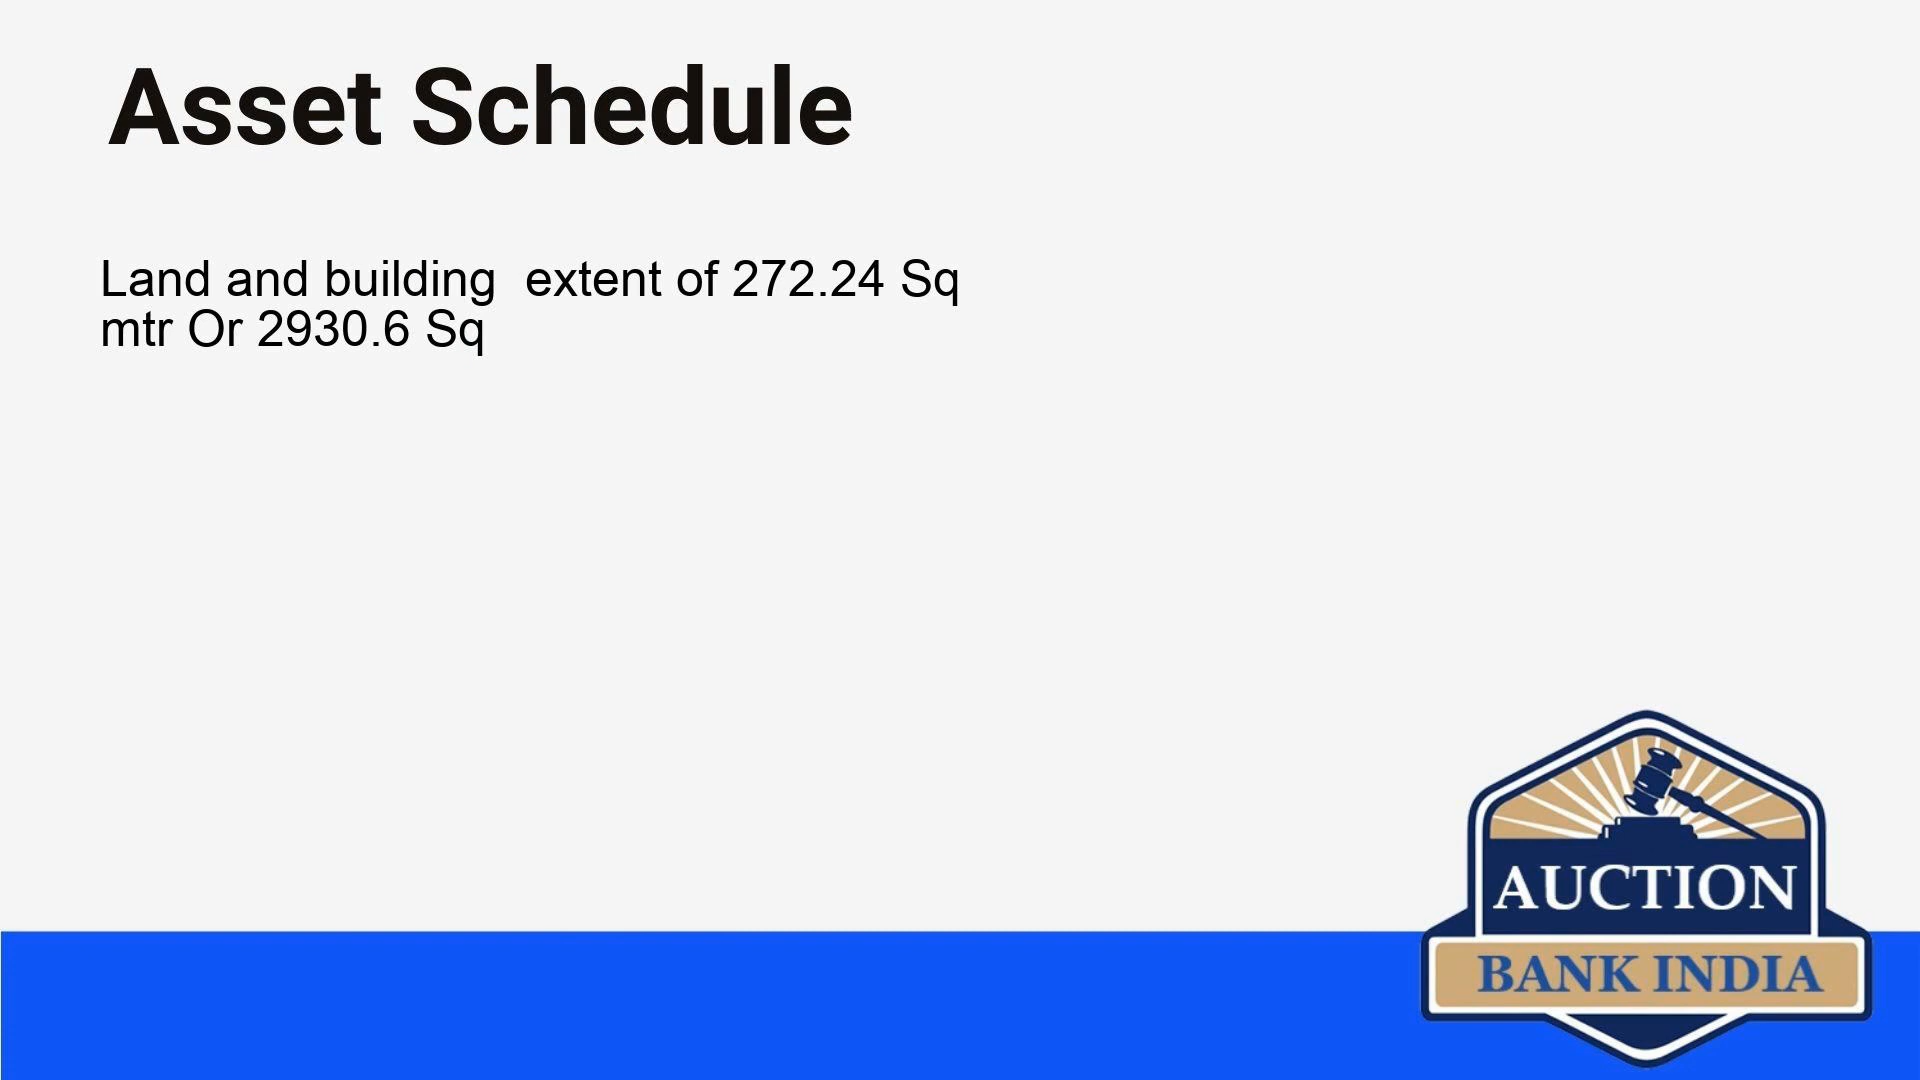 Asset Schedule
Land and building  extent of 272.24 Sq
mtr Or 2930.6 Sq
AUCTION
BANK INDIA